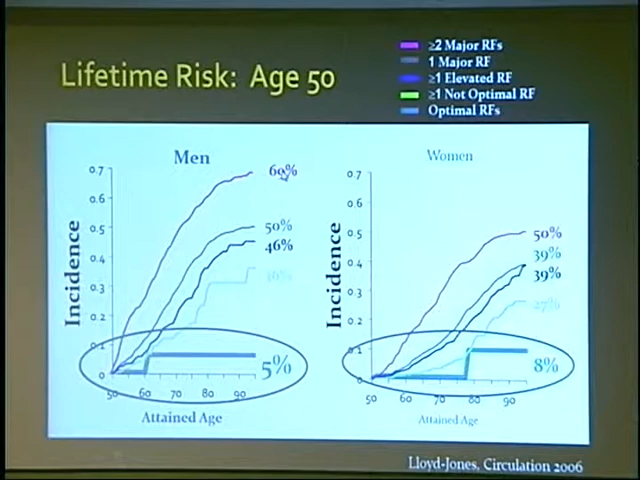 Lifetime Risk: Age 50
≥2 Major RFs
1 Major RF
≥1 Elevated RF
≥1 Not Optimal RF
Optimal RFs
Men
Incidence
0.7
0.6
0.5
0.4
0.3
0.2
0.1
0
50 60 70 80 90
Attained Age
69%
50%
46%
36%
5%
Women
Incidence
0.7
0.6
0.5
0.4
0.3
0.2
0.1
0
50 60 70 80 90
Attained Age
50%
39%
39%
27%
8%
Lloyd-Jones, Circulation 2006